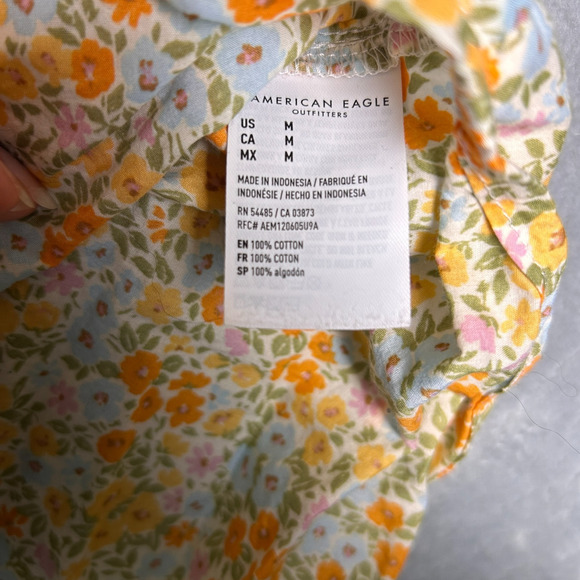 AMERICAN EAGLE
OUTFITTERS
US M
CA M
MX M
MADE IN INDONESIA / FABRIQUÉ EN
INDONÉSIE / HECHO EN INDONESIA
RN 54485 / CA 03873
RFC# AEM120605U9A
EN 100% COTTON
FR 100% COTON
SP 100% algodón